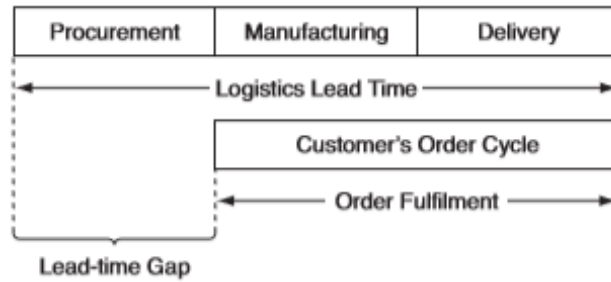 Procurement Manufacturing Delivery
Logistics Lead Time
Customer's Order Cycle
Order Fulfilment
Lead-time Gap